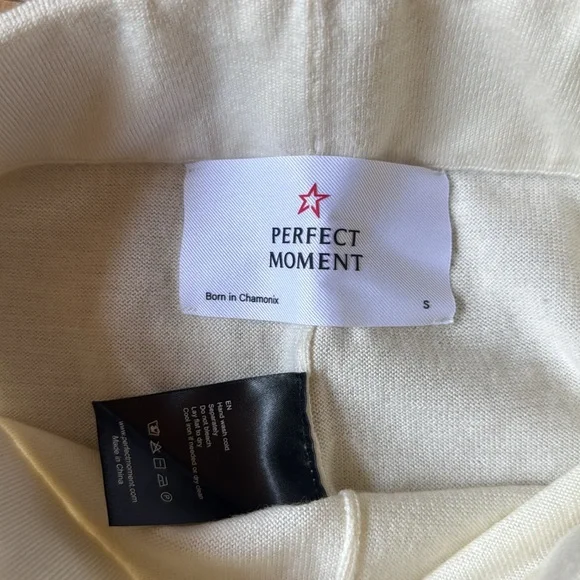 PERFECT
MOMENT
Born in Chamonix
S
EN
Hand wash cold
Separately
Do not bleach
Lay flat to dry
Cool iron if needed or dry clean
www.perfectmoment.com
Made in China